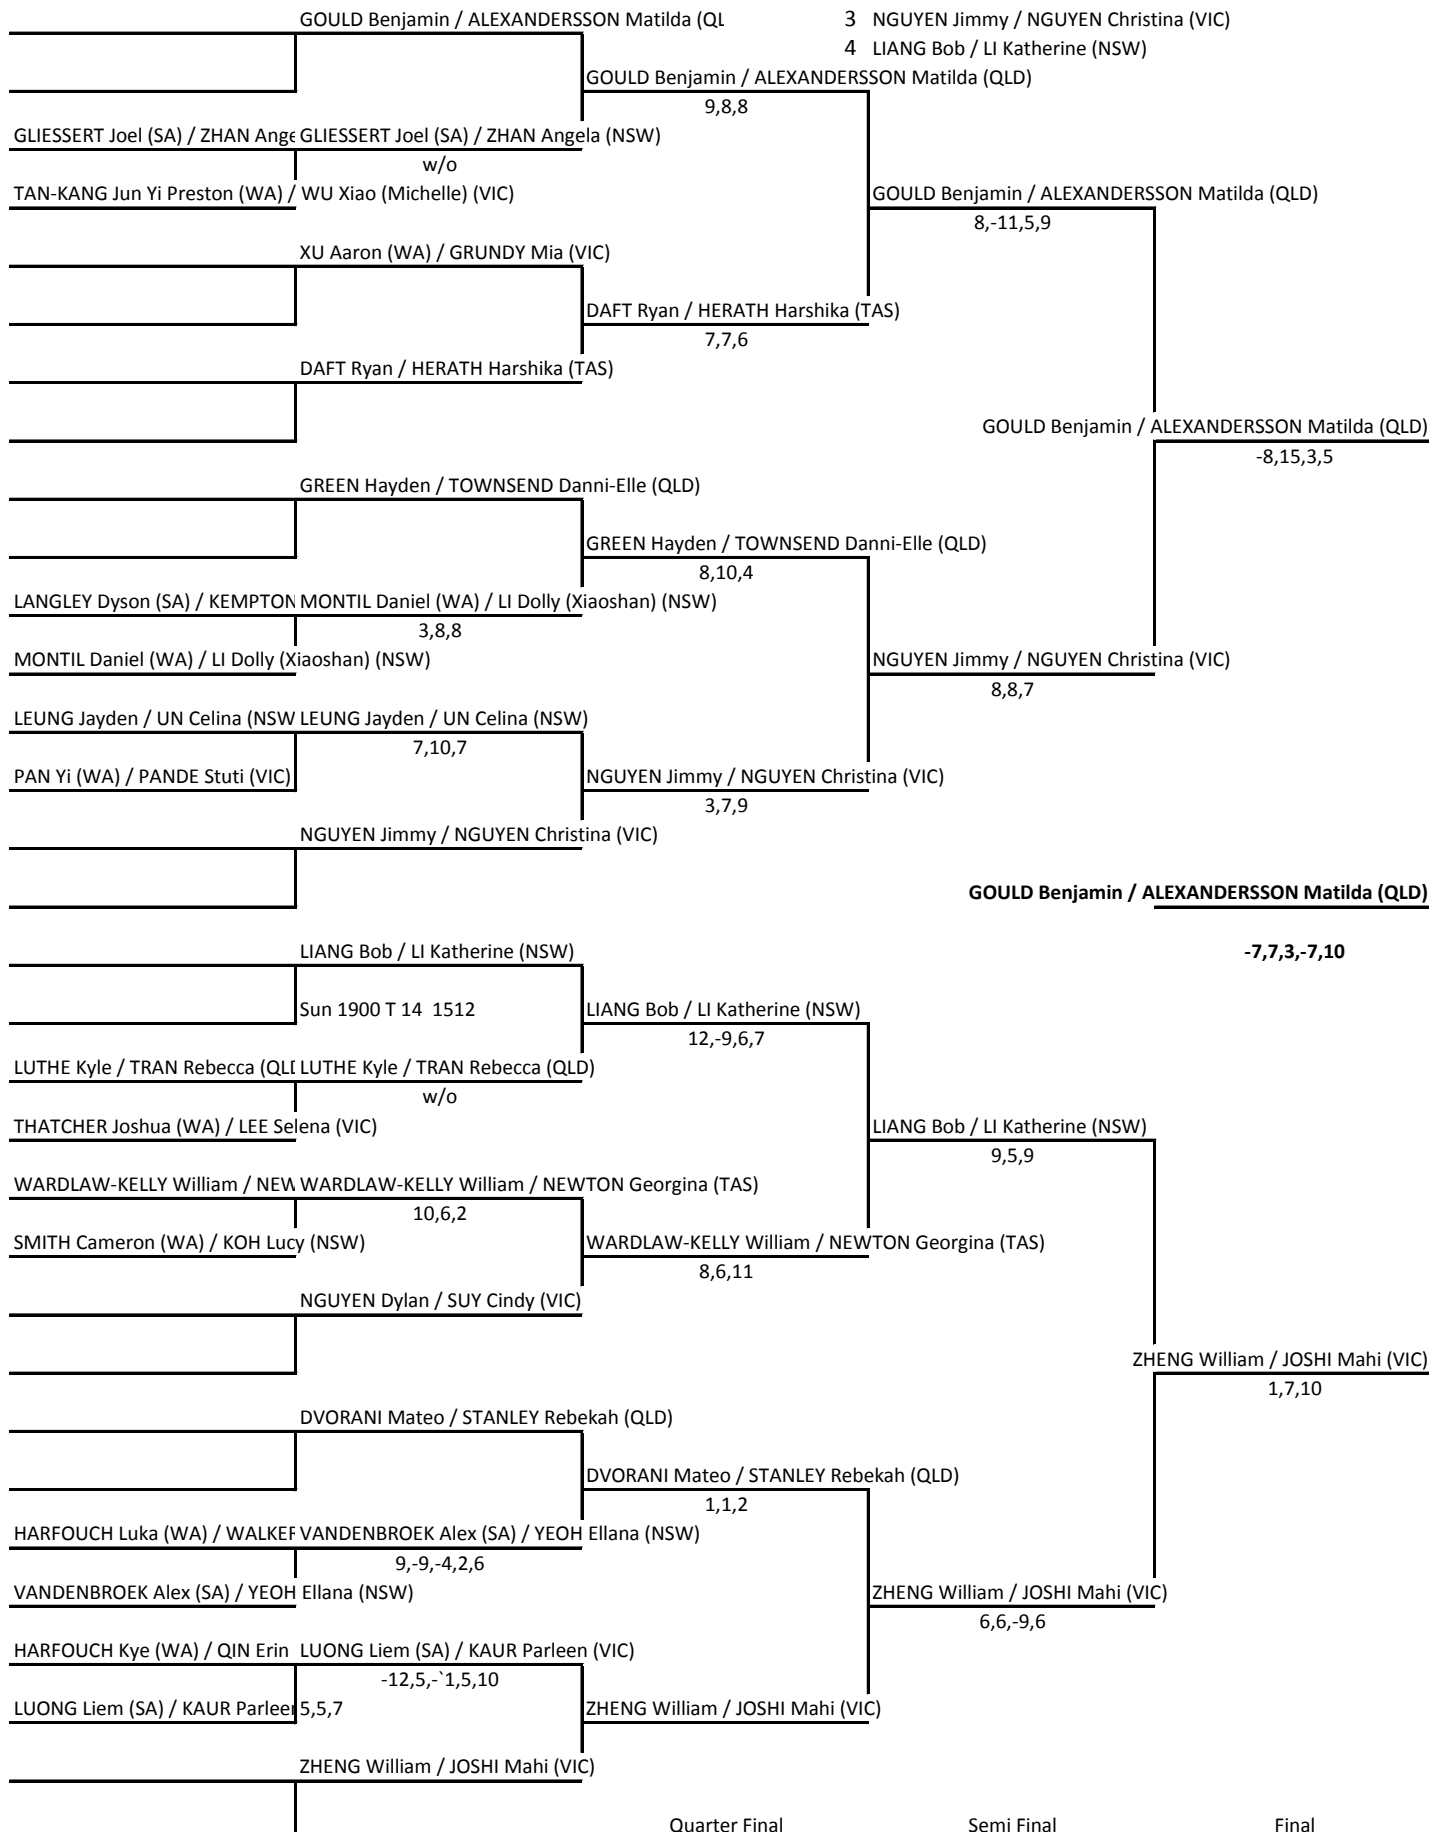 GOULD Benjamin / ALEXANDERSSON Matilda (QL
3 NGUYEN Jimmy / NGUYEN Christina (VIC)
4 LIANG Bob / LI Katherine (NSW)
GOULD Benjamin / ALEXANDERSSON Matilda (QLD)
9,8,8
GLIESSERT Joel (SA) / ZHAN Ange GLIESSERT Joel (SA) / ZHAN Angela (NSW)
w/o
TAN-KANG Jun Yi Preston (WA) / WU Xiao (Michelle) (VIC)
GOULD Benjamin / ALEXANDERSSON Matilda (QLD)
8,-11,5,9
XU Aaron (WA) / GRUNDY Mia (VIC)
DAFT Ryan / HERATH Harshika (TAS)
7,7,6
DAFT Ryan / HERATH Harshika (TAS)
GOULD Benjamin / ALEXANDERSSON Matilda (QLD)
-8,15,3,5
GREEN Hayden / TOWNSEND Danni-Elle (QLD)
GREEN Hayden / TOWNSEND Danni-Elle (QLD)
8,10,4
LANGLEY Dyson (SA) / KEMPTON MONTIL Daniel (WA) / LI Dolly (Xiaoshan) (NSW)
3,8,8
MONTIL Daniel (WA) / LI Dolly (Xiaoshan) (NSW)
NGUYEN Jimmy / NGUYEN Christina (VIC)
8,8,7
LEUNG Jayden / UN Celina (NSW LEUNG Jayden / UN Celina (NSW)
7,10,7
PAN Yi (WA) / PANDE Stuti (VIC)
NGUYEN Jimmy / NGUYEN Christina (VIC)
3,7,9
NGUYEN Jimmy / NGUYEN Christina (VIC)
GOULD Benjamin / ALEXANDERSSON Matilda (QLD)
LIANG Bob / LI Katherine (NSW)
-7,7,3,-7,10
Sun 1900 T 14 1512
LIANG Bob / LI Katherine (NSW)
12,-9,6,7
LUTHE Kyle / TRAN Rebecca (QLD LUTHE Kyle / TRAN Rebecca (QLD)
w/o
THATCHER Joshua (WA) / LEE Selena (VIC)
LIANG Bob / LI Katherine (NSW)
9,5,9
WARDLAW-KELLY William / NEW WARDLAW-KELLY William / NEWTON Georgina (TAS)
10,6,2
SMITH Cameron (WA) / KOH Lucy (NSW)
WARDLAW-KELLY William / NEWTON Georgina (TAS)
8,6,11
NGUYEN Dylan / SUY Cindy (VIC)
ZHENG William / JOSHI Mahi (VIC)
1,7,10
DVORANI Mateo / STANLEY Rebekah (QLD)
DVORANI Mateo / STANLEY Rebekah (QLD)
1,1,2
HARFOUCH Luka (WA) / WALKER VANDENBROEK Alex (SA) / YEOH Ellana (NSW)
9,-9,-4,2,6
VANDENBROEK Alex (SA) / YEOH Ellana (NSW)
ZHENG William / JOSHI Mahi (VIC)
6,6,-9,6
HARFOUCH Kye (WA) / QIN Erin LUONG Liem (SA) / KAUR Parleen (VIC)
-12,5,-`1,5,10
LUONG Liem (SA) / KAUR Parleen 5,5,7
ZHENG William / JOSHI Mahi (VIC)
ZHENG William / JOSHI Mahi (VIC)
Quarter Final Semi Final Final